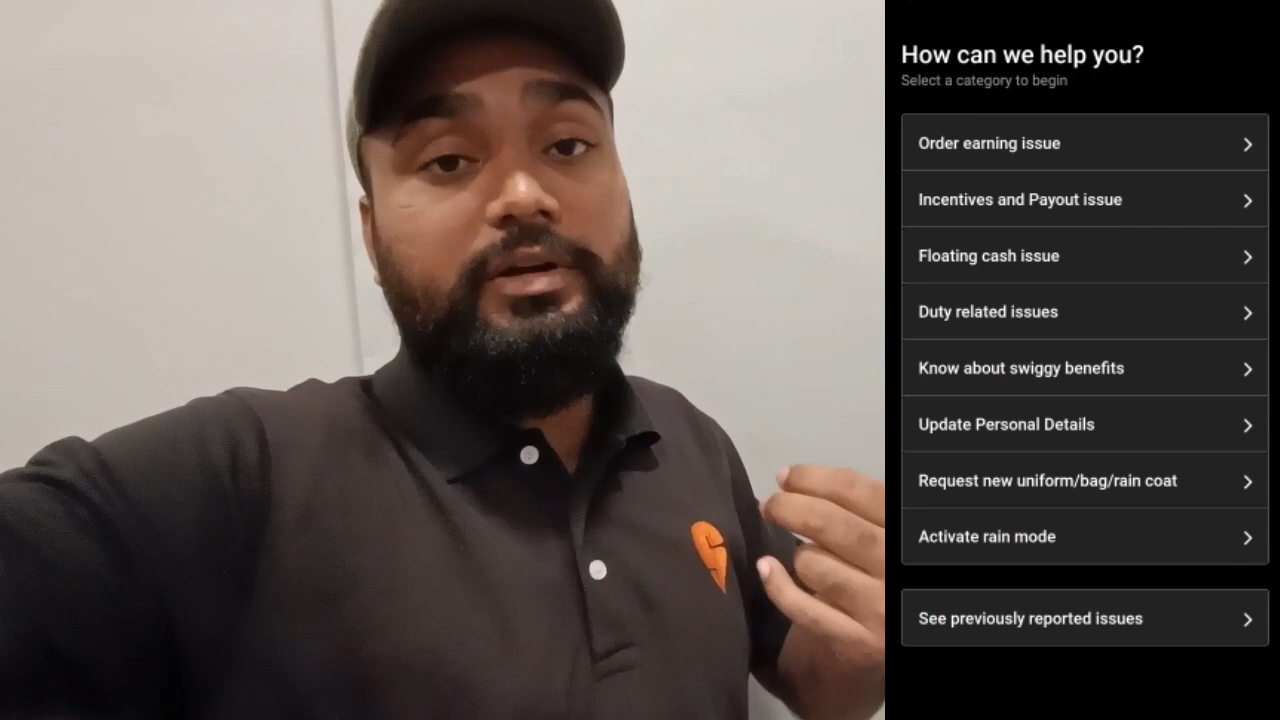 How can we help you?
Select a category to begin
Order earning issue
Incentives and Payout issue
Floating cash issue
Duty related issues
Know about swiggy benefits
Update Personal Details
Request new uniform/bag/rain coat
Activate rain mode
See previously reported issues